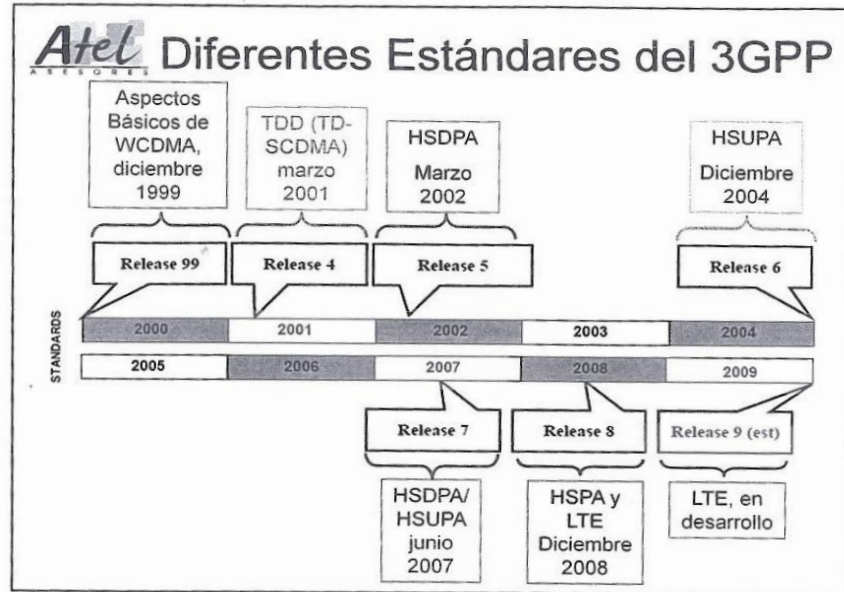 Atel
ASESORES
Diferentes Estándares del 3GPP
Aspectos
Básicos de
WCDMA,
diciembre
1999
TDD (TD-
SCDMA)
marzo
2001
HSDPA
Marzo
2002
HSUPA
Diciembre
2004
Release 99
Release 4
Release 5
Release 6
STANDARDS
2000
2001
2002
2003
2004
2005
2006
2007
2008
2009
Release 7
Release 8
Release 9 (est)
HSDPA/
HSUPA
junio
2007
HSPA y
LTE
Diciembre
2008
LTE, en
desarrollo